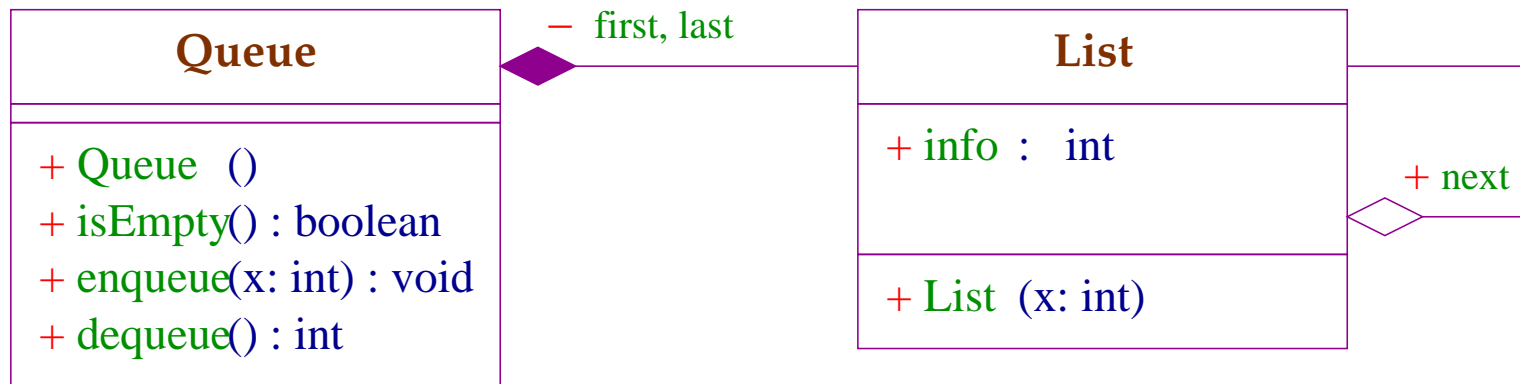 Queue
+ Queue ()
+ isEmpty() : boolean
+ enqueue(x: int) : void
+ dequeue() : int
− first, last
List
+ info : int
+ List (x: int)
+ next